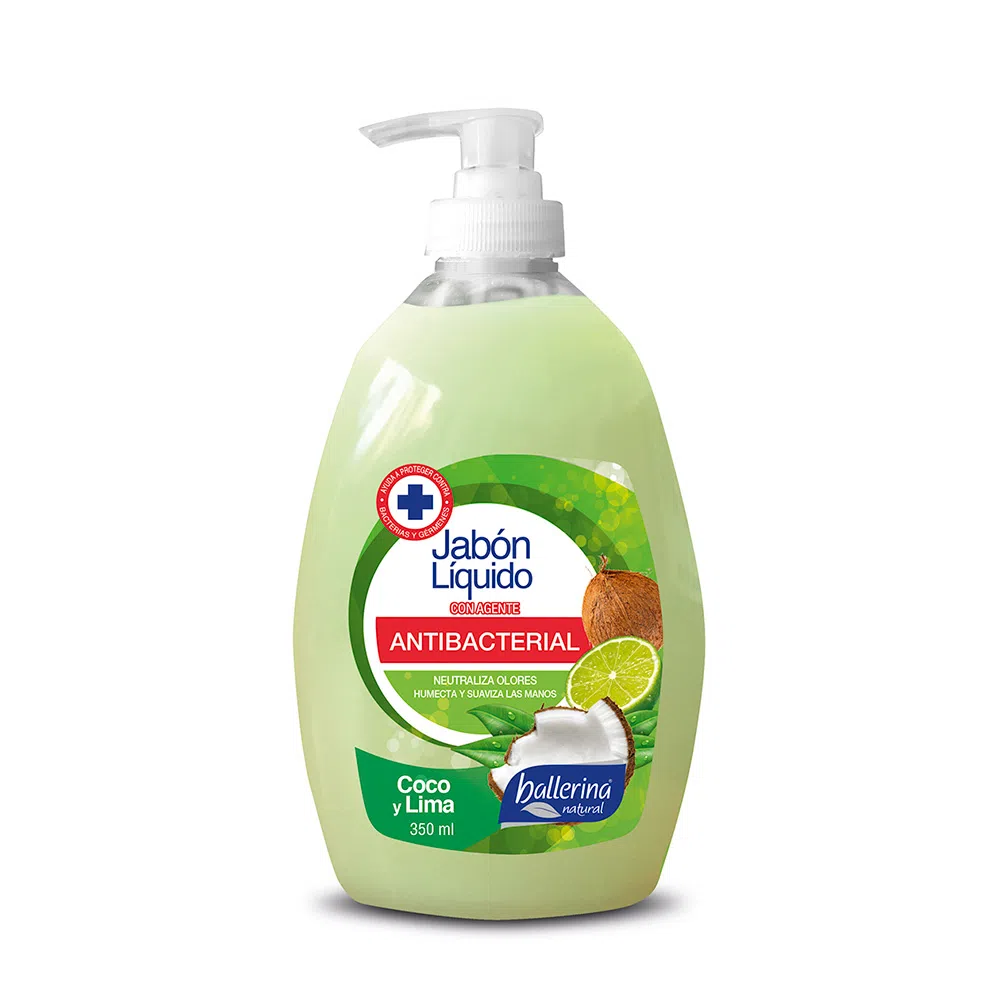 AYUDA A PROTEGER CONTRA
BACTERIAS Y GÉRMENES
Jabón
Líquido
CON AGENTE
ANTIBACTERIAL
NEUTRALIZA OLORES
HUMECTA Y SUAVIZA LAS MANOS
Coco
y Lima
350 ml
ballerina®
natural